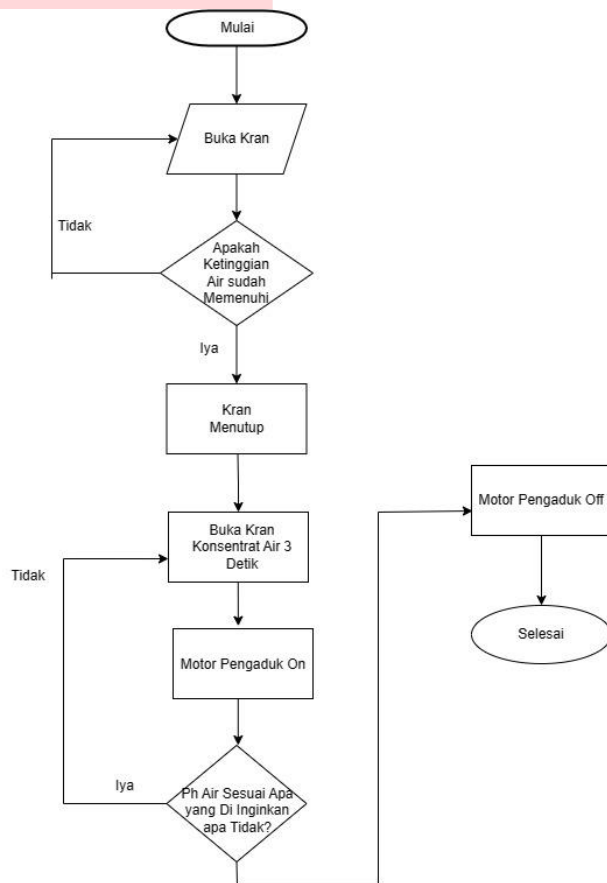 Mulai
Buka Kran
Tidak
Apakah
Ketinggian
Air sudah
Memenuhi
Iya
Kran
Menutup
Buka Kran
Konsentrat Air 3
Detik
Tidak
Motor Pengaduk On
Iya
Ph Air Sesuai Apa
yang Di Inginkan
apa Tidak?
Motor Pengaduk Off
Selesai